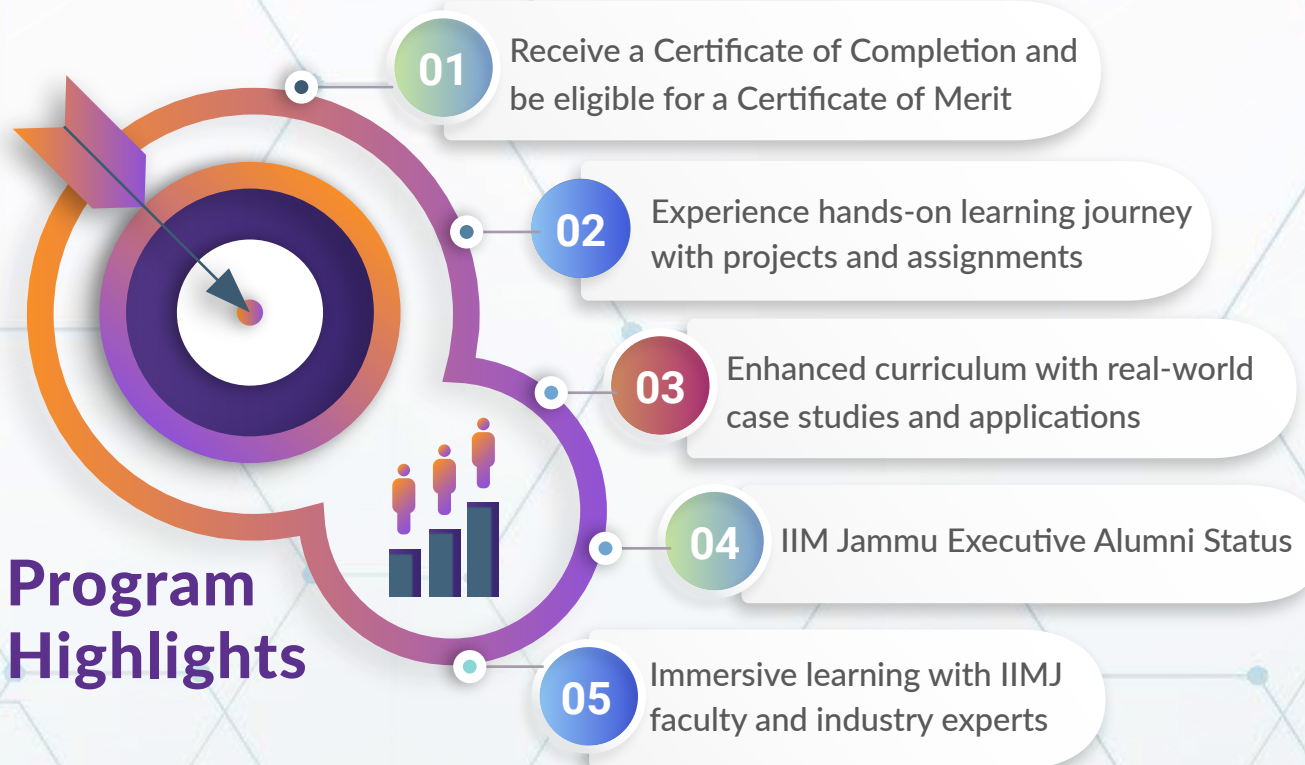 01
Receive a Certificate of Completion and
be eligible for a Certificate of Merit
02
Experience hands-on learning journey
with projects and assignments
03
Enhanced curriculum with real-world
case studies and applications
04
IIM Jammu Executive Alumni Status
Program
Highlights
05
Immersive learning with IIMJ
faculty and industry experts